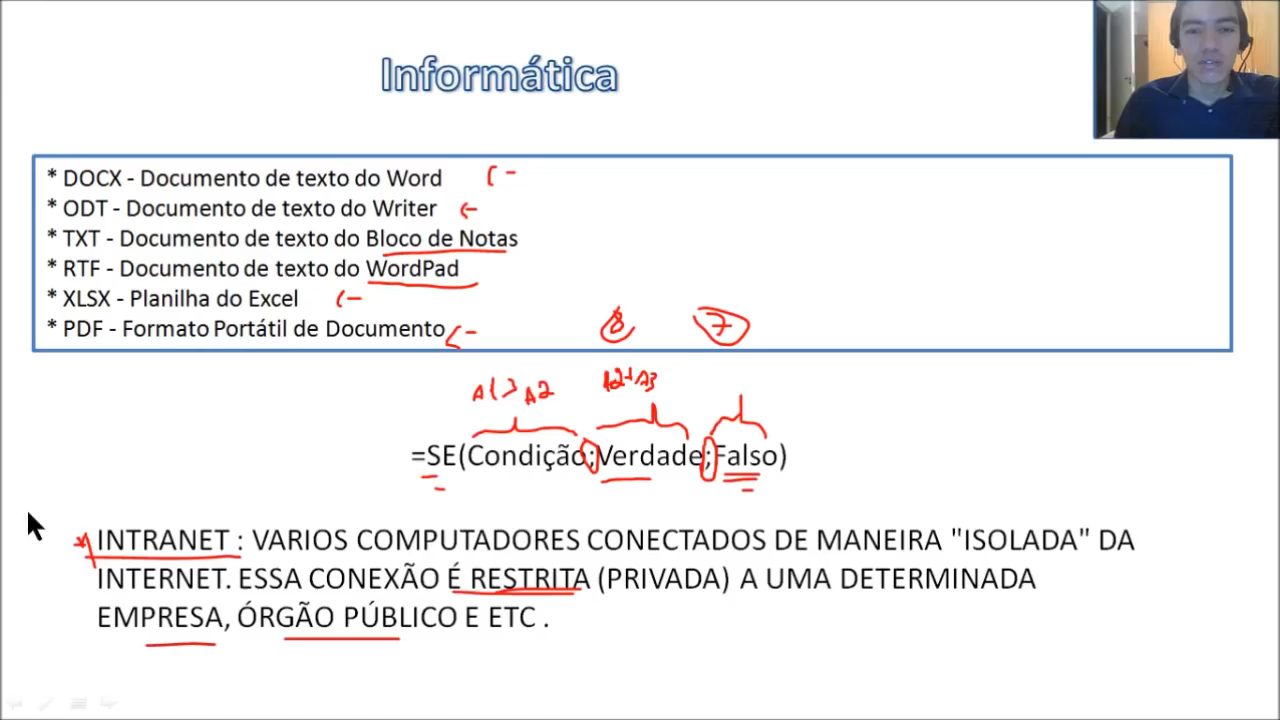 Informática
* DOCX - Documento de texto do Word
* ODT - Documento de texto do Writer
* TXT - Documento de texto do Bloco de Notas
* RTF - Documento de texto do WordPad
* XLSX - Planilha do Excel
* PDF - Formato Portátil de Documento
8 7
A1>A2 A2+A3
=SE(Condição;Verdade;Falso)
* INTRANET : VARIOS COMPUTADORES CONECTADOS DE MANEIRA "ISOLADA" DA
INTERNET. ESSA CONEXÃO É RESTRITA (PRIVADA) A UMA DETERMINADA
EMPRESA, ÓRGÃO PÚBLICO E ETC .